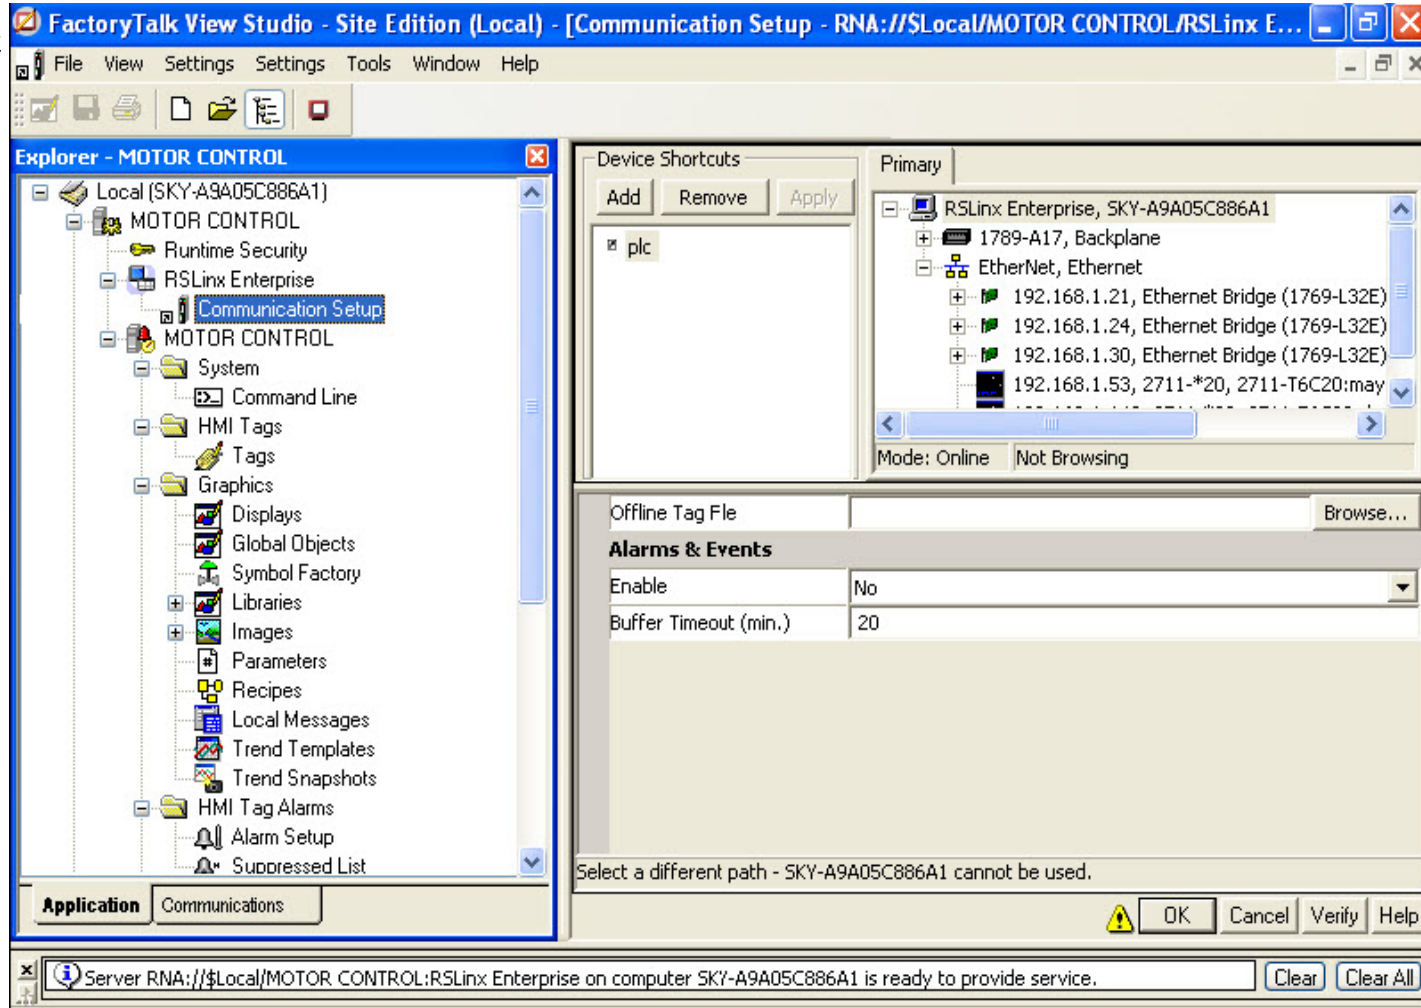 FactoryTalk View Studio - Site Edition (Local) - [Communication Setup - RNA://$Local/MOTOR CONTROL/RSLinx E...
File View Settings Settings Tools Window Help
Explorer - MOTOR CONTROL
Local (SKY-A9A05C886A1)
MOTOR CONTROL
Runtime Security
RSLinx Enterprise
Communication Setup
MOTOR CONTROL
System
Command Line
HMI Tags
Tags
Graphics
Displays
Global Objects
Symbol Factory
Libraries
Images
Parameters
Recipes
Local Messages
Trend Templates
Trend Snapshots
HMI Tag Alarms
Alarm Setup
Suppressed List
Application Communications
Device Shortcuts
Add Remove Apply
plc
Primary
RSLinx Enterprise, SKY-A9A05C886A1
1789-A17, Backplane
EtherNet, Ethernet
192.168.1.21, Ethernet Bridge (1769-L32E)
192.168.1.24, Ethernet Bridge (1769-L32E)
192.168.1.30, Ethernet Bridge (1769-L32E)
192.168.1.53, 2711-*20, 2711-T6C20:may
Mode: Online Not Browsing
Offline Tag Fle Browse...
Alarms & Events
Enable No
Buffer Timeout (min.) 20
Select a different path - SKY-A9A05C886A1 cannot be used.
OK Cancel Verify Help
Server RNA://$Local/MOTOR CONTROL:RSLinx Enterprise on computer SKY-A9A05C886A1 is ready to provide service. Clear Clear All